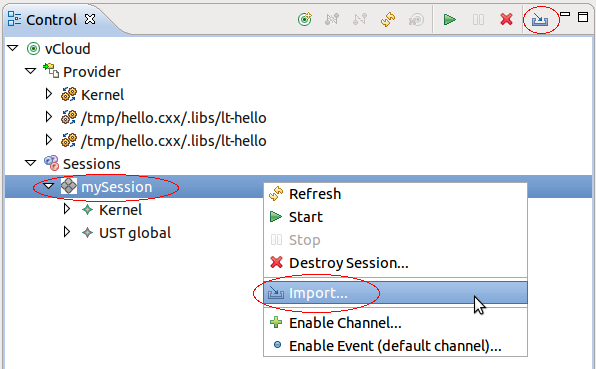 Control
vCloud
Provider
Kernel
/tmp/hello.cxx/.libs/lt-hello
/tmp/hello.cxx/.libs/lt-hello
Sessions
mySession
Kernel
UST global
Refresh
Start
Stop
Destroy Session...
Import...
Enable Channel...
Enable Event (default channel)...